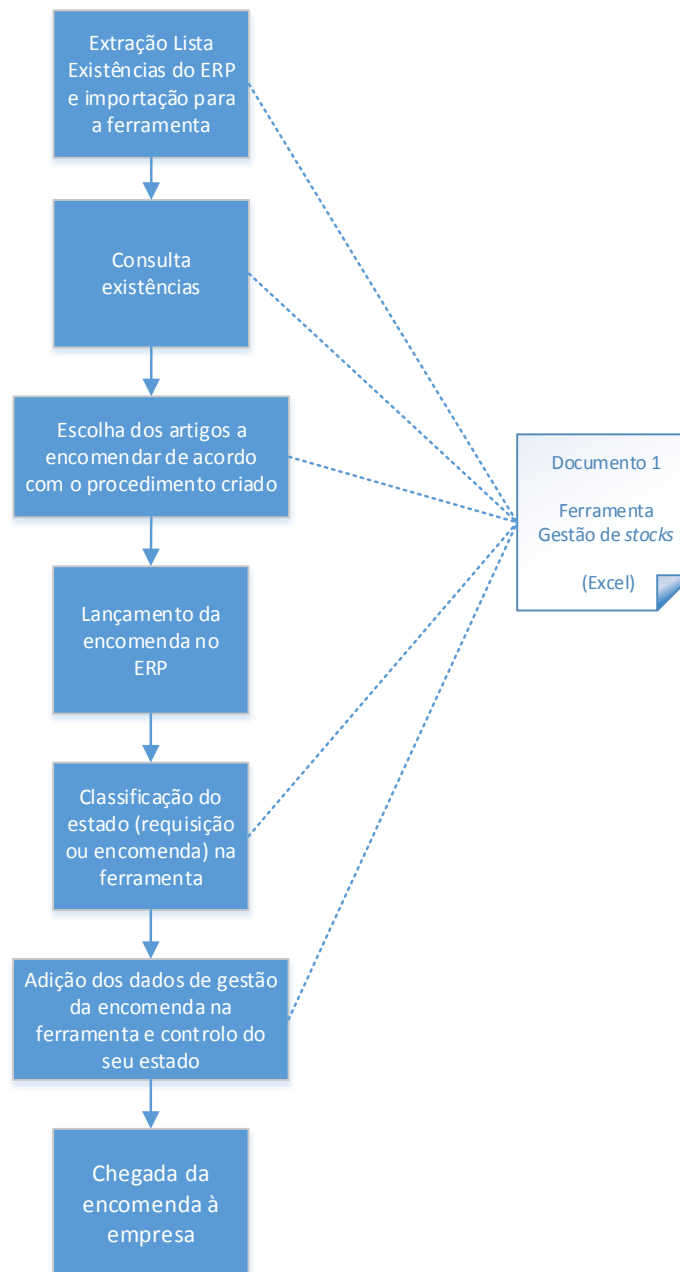 Extração Lista
Existências do ERP
e importação para
a ferramenta
Consulta
existências
Escolha dos artigos a
encomendar de acordo
com o procedimento criado
Lançamento da
encomenda no
ERP
Classificação do
estado (requisição
ou encomenda) na
ferramenta
Adição dos dados de gestão
da encomenda na
ferramenta e controlo do
seu estado
Chegada da
encomenda à
empresa
Documento 1
Ferramenta
Gestão de stocks
(Excel)